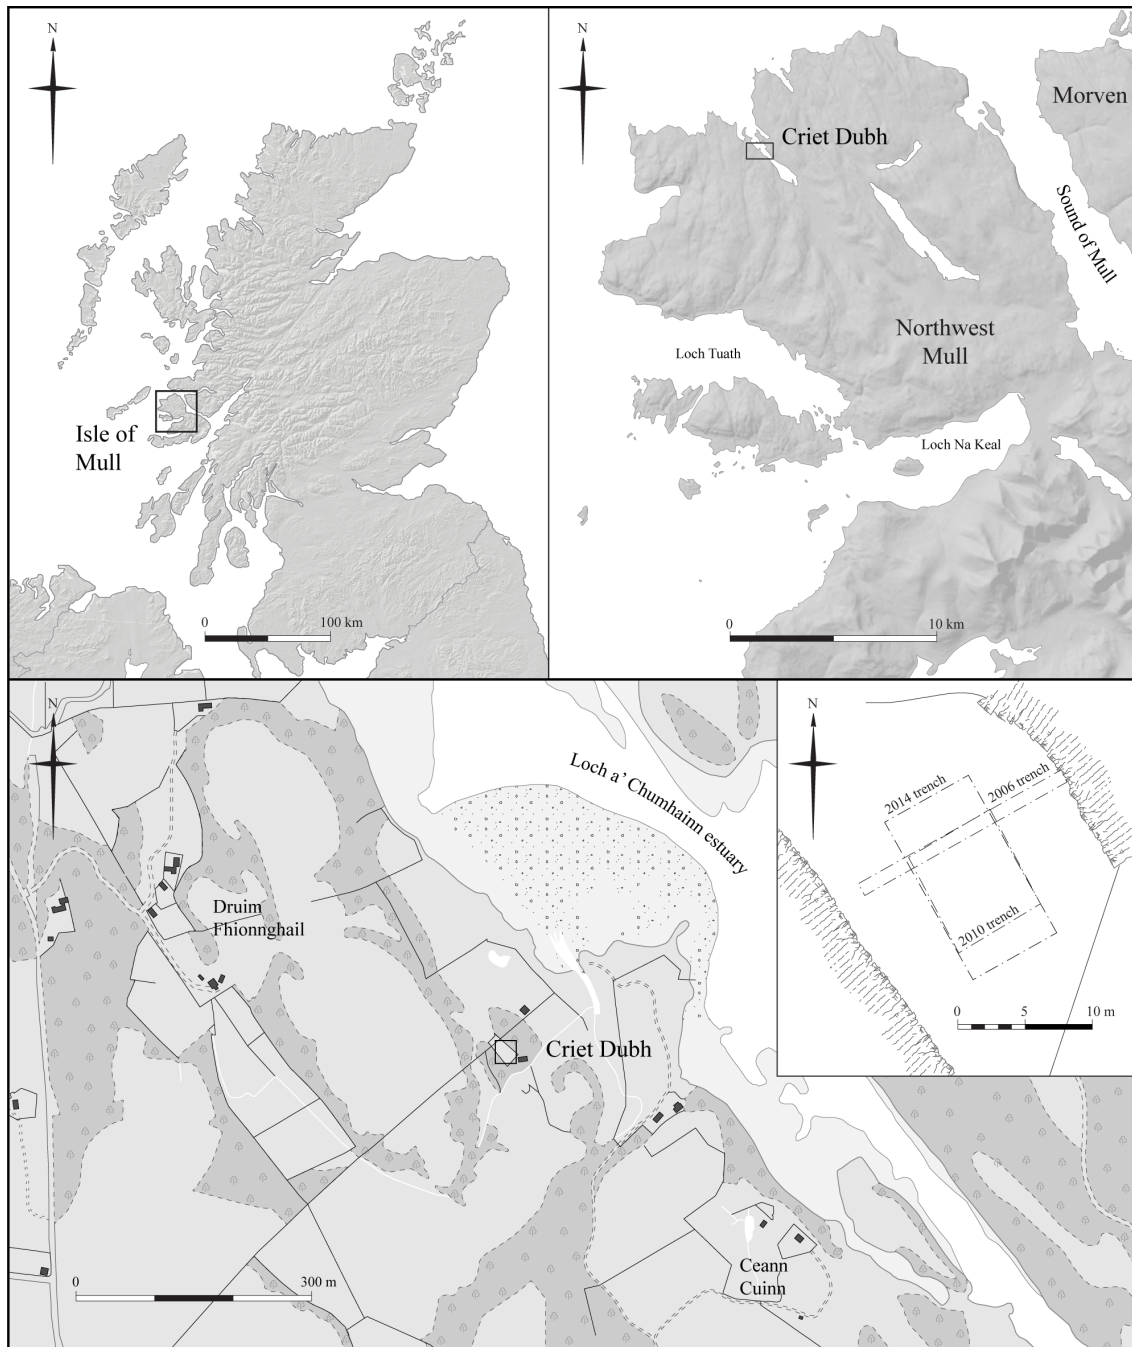 N
Isle of
Mull
0 100 km
N
Morven
Criet Dubh
Sound of Mull
Northwest
Mull
Loch Tuath
Loch Na Keal
0 10 km
N
Loch a' Chumhainn estuary
Druim
Fhionnghail
Criet Dubh
Ceann
Cuinn
0 300 m
N
2014 trench
2006 trench
2010 trench
0 5 10 m